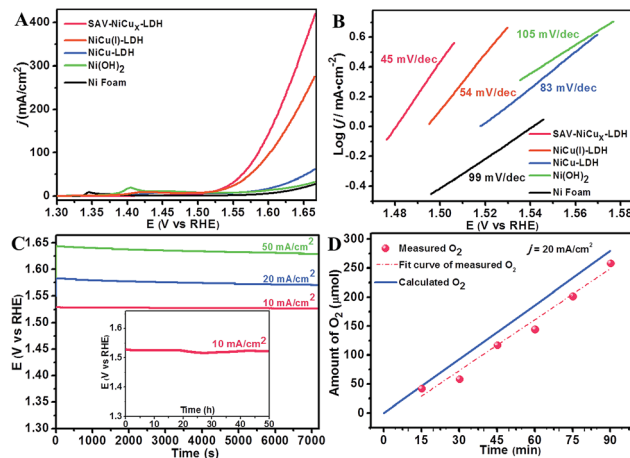 A
SAV-NiCuₓ-LDH
NiCu(I)-LDH
NiCu-LDH
Ni(OH)₂
Ni Foam
j (mA/cm²)
400
300
200
100
0
1.30 1.35 1.40 1.45 1.50 1.55 1.60 1.65
E (V vs RHE)
B
105 mV/dec
45 mV/dec
54 mV/dec
83 mV/dec
99 mV/dec
SAV-NiCuₓ-LDH
NiCu(I)-LDH
NiCu-LDH
Ni(OH)₂
Ni Foam
Log (j / mA•cm⁻²)
0.8
0.4
0.0
-0.4
1.48 1.50 1.52 1.54 1.56 1.58
E (V vs RHE)
C
50 mA/cm²
20 mA/cm²
10 mA/cm²
E (V vs RHE)
1.65
1.60
1.55
1.50
1.45
1.40
1.35
1.30
0 1000 2000 3000 4000 5000 6000 7000
Time (s)
10 mA/cm²
E (V vs RHE)
1.6
1.5
1.4
1.3
0 10 20 30 40 50
Time (h)
D
Measured O₂
Fit curve of measured O₂
Calculated O₂
j = 20 mA/cm²
Amount of O₂ (μmol)
300
250
200
150
100
50
0
0 15 30 45 60 75 90
Time (min)